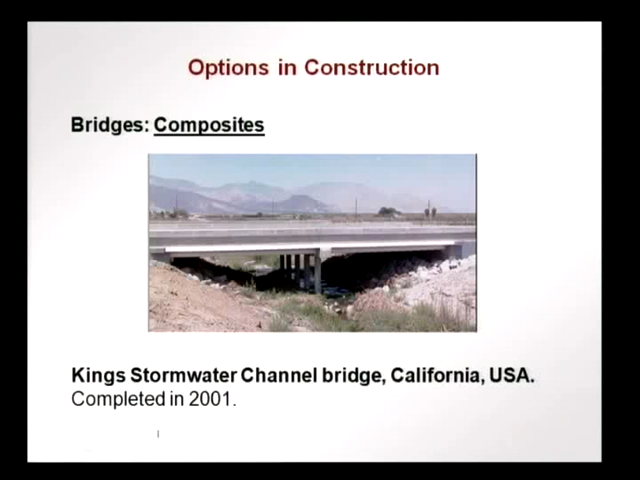 Options in Construction
Bridges: Composites
Kings Stormwater Channel bridge, California, USA.
Completed in 2001.